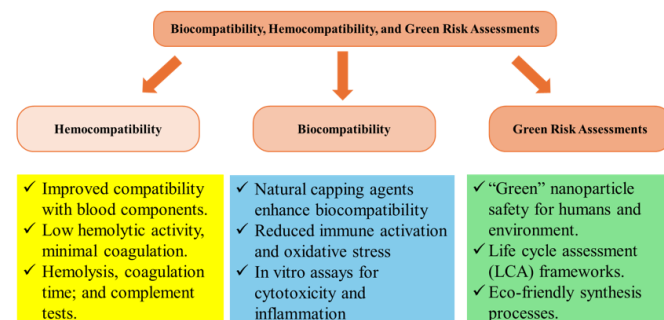 Biocompatibility, Hemocompatibility, and Green Risk Assessments
Hemocompatibility
Biocompatibility
Green Risk Assessments
✓ Improved compatibility
with blood components.
✓ Low hemolytic activity,
minimal coagulation.
✓ Hemolysis, coagulation
time; and complement
tests.
✓ Natural capping agents
enhance biocompatibility
✓ Reduced immune activation
and oxidative stress
✓ In vitro assays for
cytotoxicity and
inflammation
✓ “Green” nanoparticle
safety for humans and
environment.
✓ Life cycle assessment
(LCA) frameworks.
✓ Eco-friendly synthesis
processes.